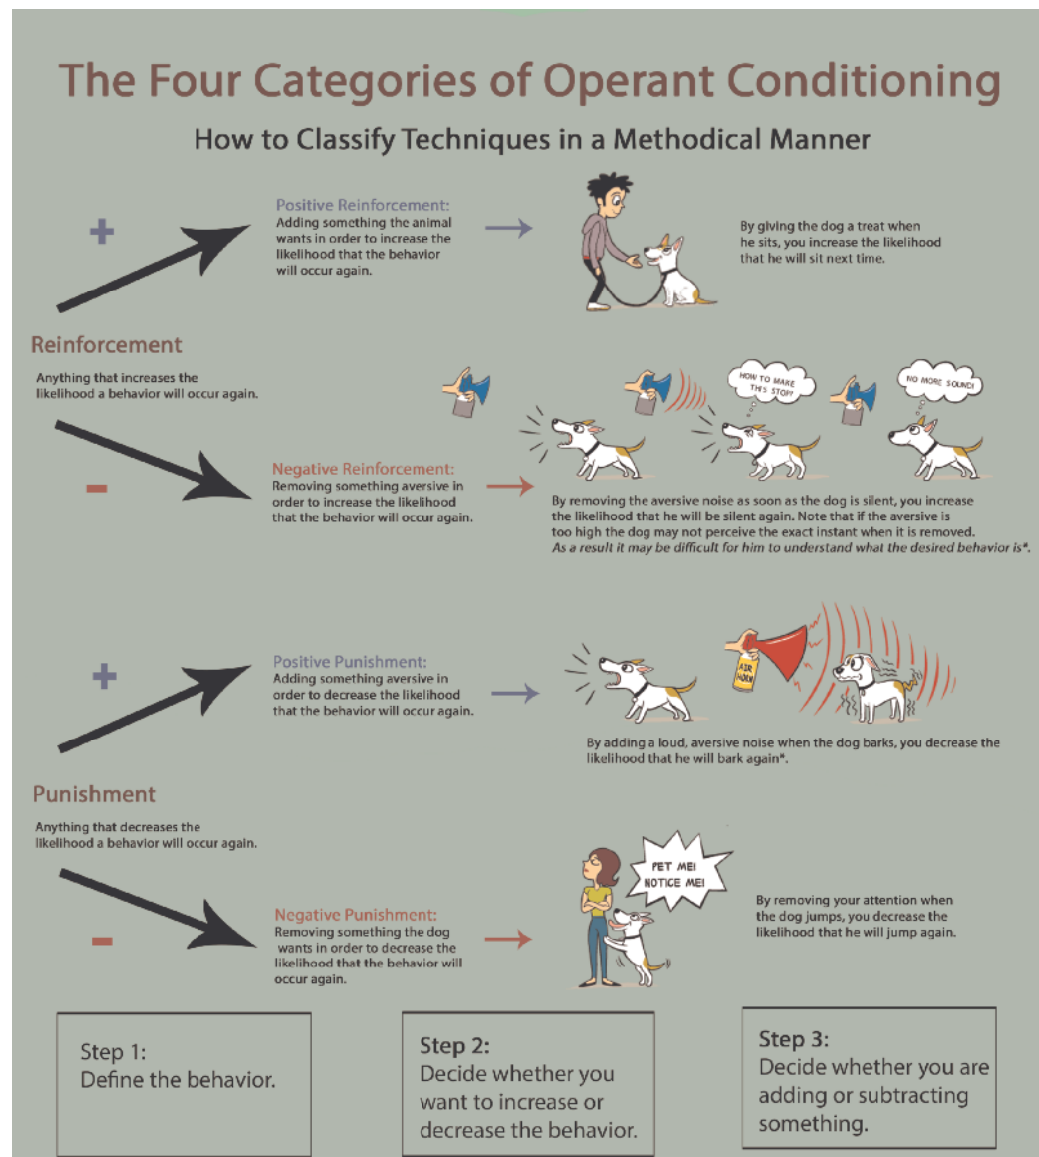 The Four Categories of Operant Conditioning
How to Classify Techniques in a Methodical Manner
+
Positive Reinforcement:
Adding something the animal
wants in order to increase the
likelihood that the behavior
will occur again.
By giving the dog a treat when
he sits, you increase the likelihood
that he will sit next time.
Reinforcement
Anything that increases the
likelihood a behavior will occur again.
HOW TO MAKE
THIS STOP?
NO MORE SOUND!
-
Negative Reinforcement:
Removing something aversive in
order to increase the likelihood
that the behavior will occur again.
By removing the aversive noise as soon as the dog is silent, you increase
the likelihood that he will be silent again. Note that if the aversive is
too high the dog may not perceive the exact instant when it is removed.
As a result it may be difficult for him to understand what the desired behavior is*.
+
Positive Punishment:
Adding something aversive in
order to decrease the likelihood
that the behavior will occur again.
AIR
HORN
By adding a loud, aversive noise when the dog barks, you decrease the
likelihood that he will bark again*.
Punishment
Anything that decreases the
likelihood a behavior will occur again.
PET ME!
NOTICE ME!
-
Negative Punishment:
Removing something the dog
wants in order to decrease the
likelihood that the behavior will
occur again.
By removing your attention when
the dog jumps, you decrease the
likelihood that he will jump again.
Step 1:
Define the behavior.
Step 2:
Decide whether you
want to increase or
decrease the behavior.
Step 3:
Decide whether you are
adding or subtracting
something.